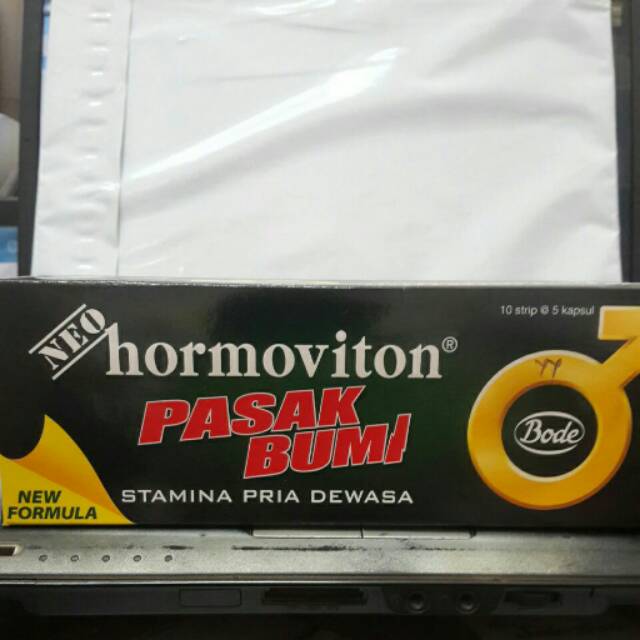 10 strip @ 5 kapsul
NEO
hormoviton®
PASAK
BUMI
STAMINA PRIA DEWASA
NEW
FORMULA
Bode